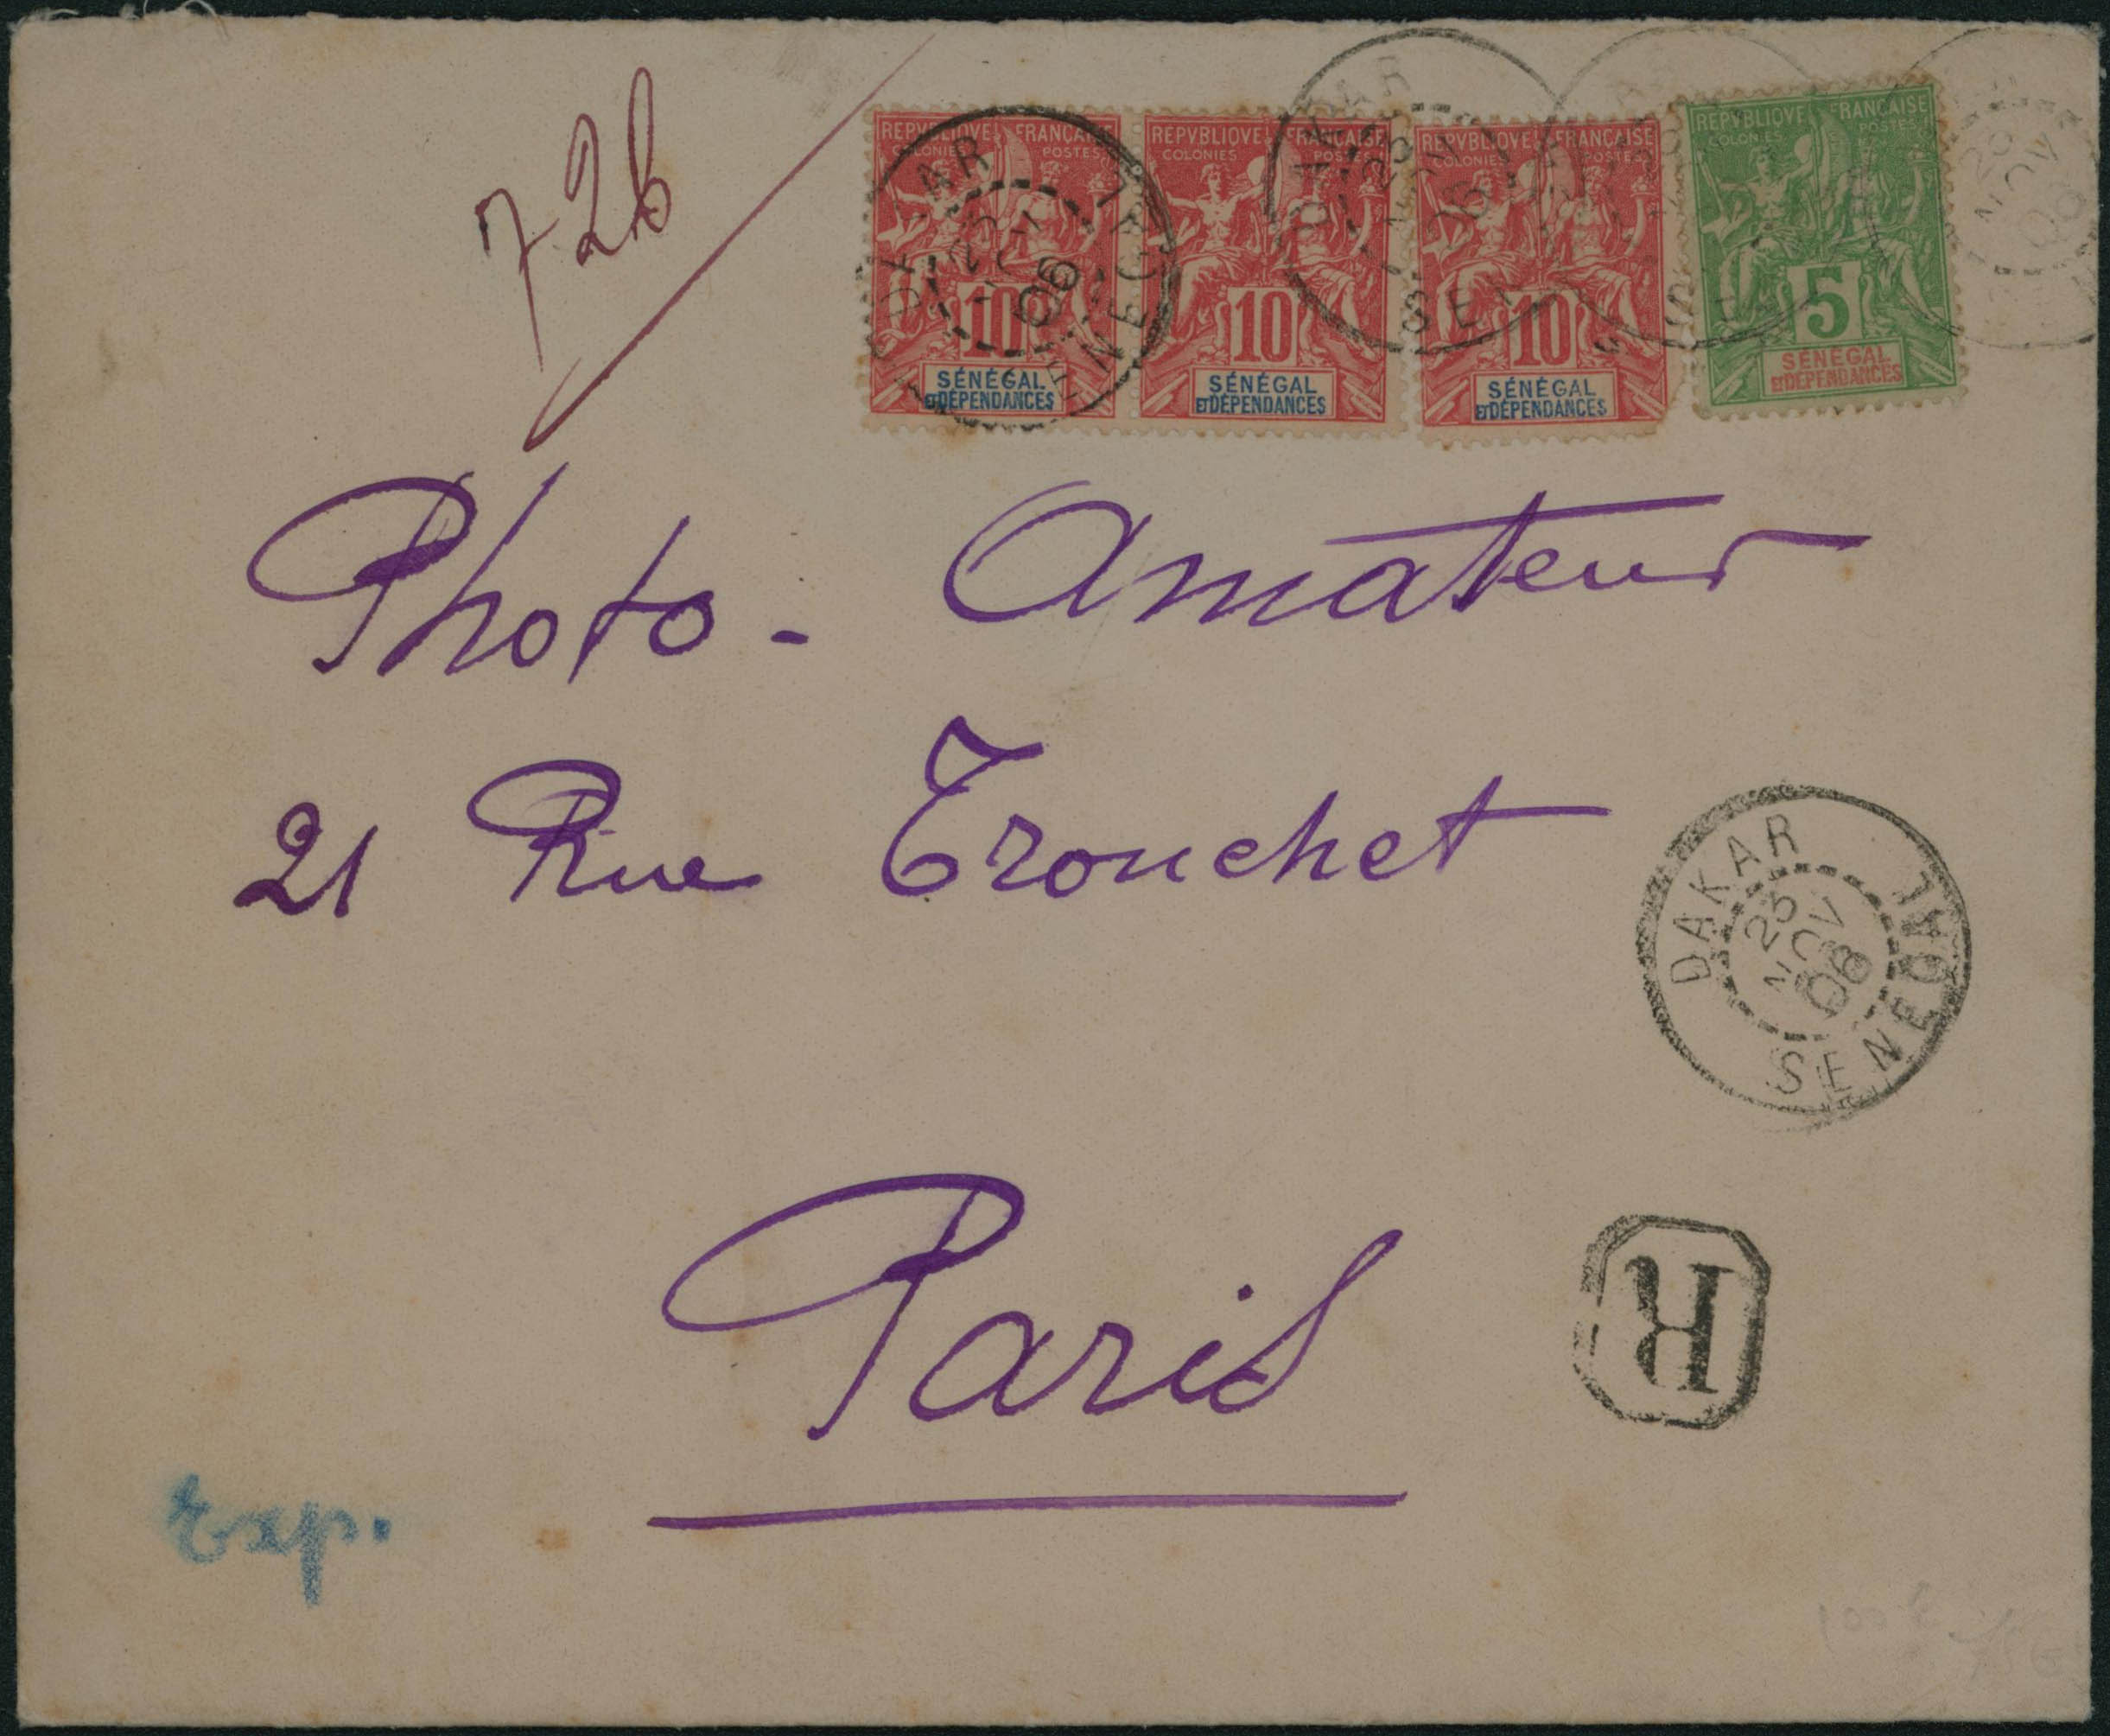 726
REPVBLIQVE FRANÇAISE
COLONIES POSTES
10
SÉNÉGAL
ET DÉPENDANCES
REPVBLIQVE FRANÇAISE
COLONIES POSTES
10
SÉNÉGAL
ET DÉPENDANCES
REPVBLIQVE FRANÇAISE
COLONIES POSTES
10
SÉNÉGAL
ET DÉPENDANCES
REPVBLIQVE FRANÇAISE
COLONIES POSTES
5
SÉNÉGAL
ET DÉPENDANCES
DAKAR
SENEGAL
Photo - Amateur
21 Rue Tronchet
DAKAR
NOV
SENEGAL
Paris
R
Exp.